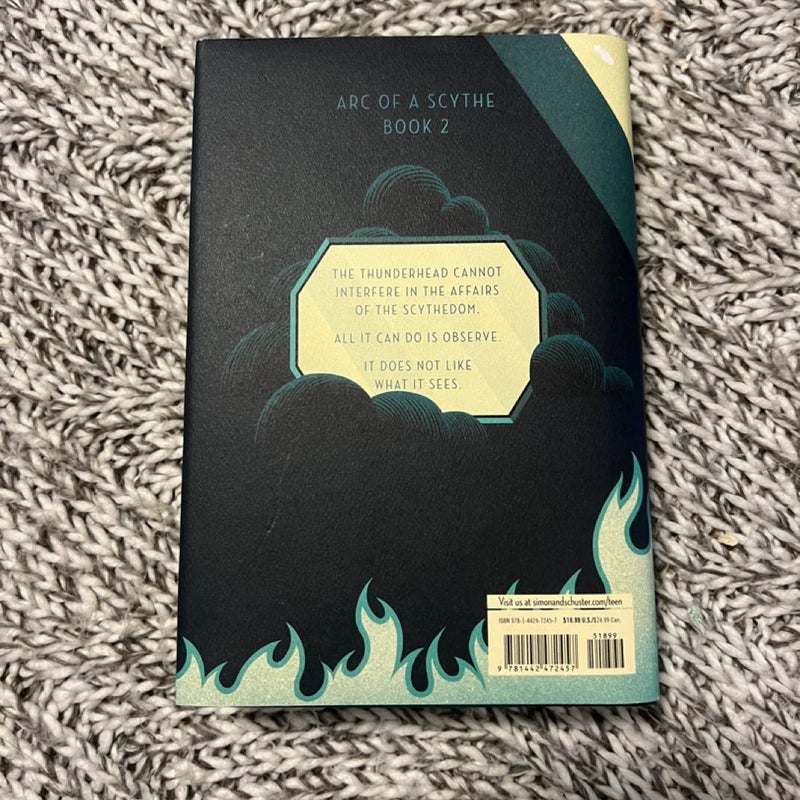 ARC OF A SCYTHE
BOOK 2
THE THUNDERHEAD CANNOT
INTERFERE IN THE AFFAIRS
OF THE SCYTHEDOM.
ALL IT CAN DO IS OBSERVE.
IT DOES NOT LIKE
WHAT IT SEES.
Visit us at simonandschuster.com/teen
ISBN 978-1-4424-7245-7 $18.99 U.S./$24.99 Can.
51899
9 781442 472457